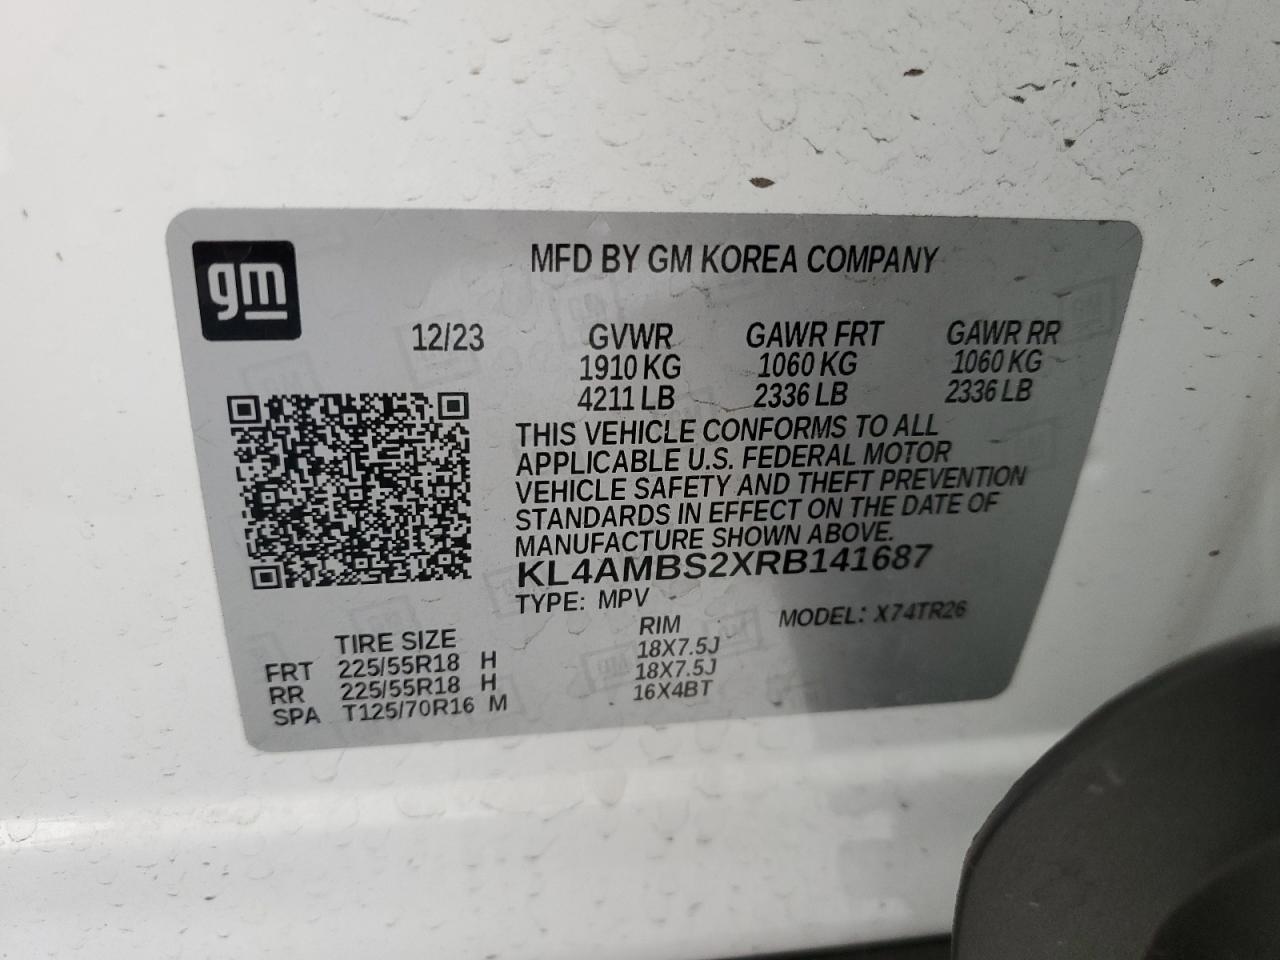 gm
MFD BY GM KOREA COMPANY
12/23 GVWR GAWR FRT GAWR RR
1910 KG 1060 KG 1060 KG
4211 LB 2336 LB 2336 LB
THIS VEHICLE CONFORMS TO ALL
APPLICABLE U.S. FEDERAL MOTOR
VEHICLE SAFETY AND THEFT PREVENTION
STANDARDS IN EFFECT ON THE DATE OF
MANUFACTURE SHOWN ABOVE.
KL4AMBS2XRB141687
TYPE: MPV MODEL: X74TR26
TIRE SIZE RIM
FRT 225/55R18 H 18X7.5J
RR 225/55R18 H 18X7.5J
SPA T125/70R16 M 16X4BT